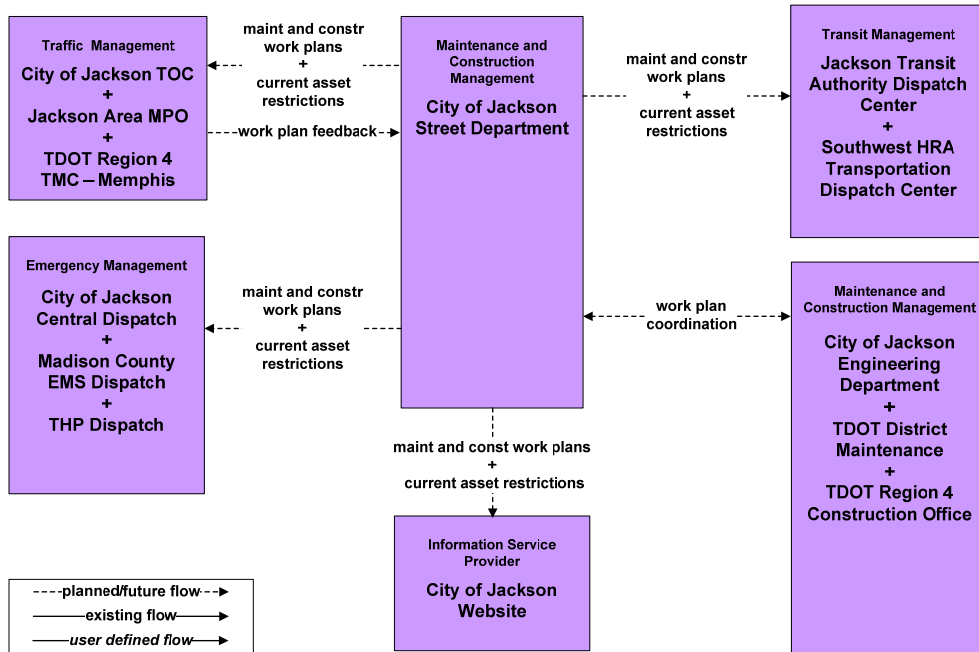 Traffic Management
City of Jackson TOC
+
Jackson Area MPO
+
TDOT Region 4
TMC – Memphis
maint and constr
work plans
+
current asset
restrictions
work plan feedback
Maintenance and
Construction
Management
City of Jackson
Street Department
maint and constr
work plans
+
current asset
restrictions
Transit Management
Jackson Transit
Authority Dispatch
Center
+
Southwest HRA
Transportation
Dispatch Center
Emergency Management
City of Jackson
Central Dispatch
+
Madison County
EMS Dispatch
+
THP Dispatch
maint and constr
work plans
+
current asset
restrictions
work plan
coordination
Maintenance and
Construction Management
City of Jackson
Engineering
Department
+
TDOT District
Maintenance
+
TDOT Region 4
Construction Office
maint and const work plans
+
current asset restrictions
Information Service
Provider
City of Jackson
Website
planned/future flow
existing flow
user defined flow